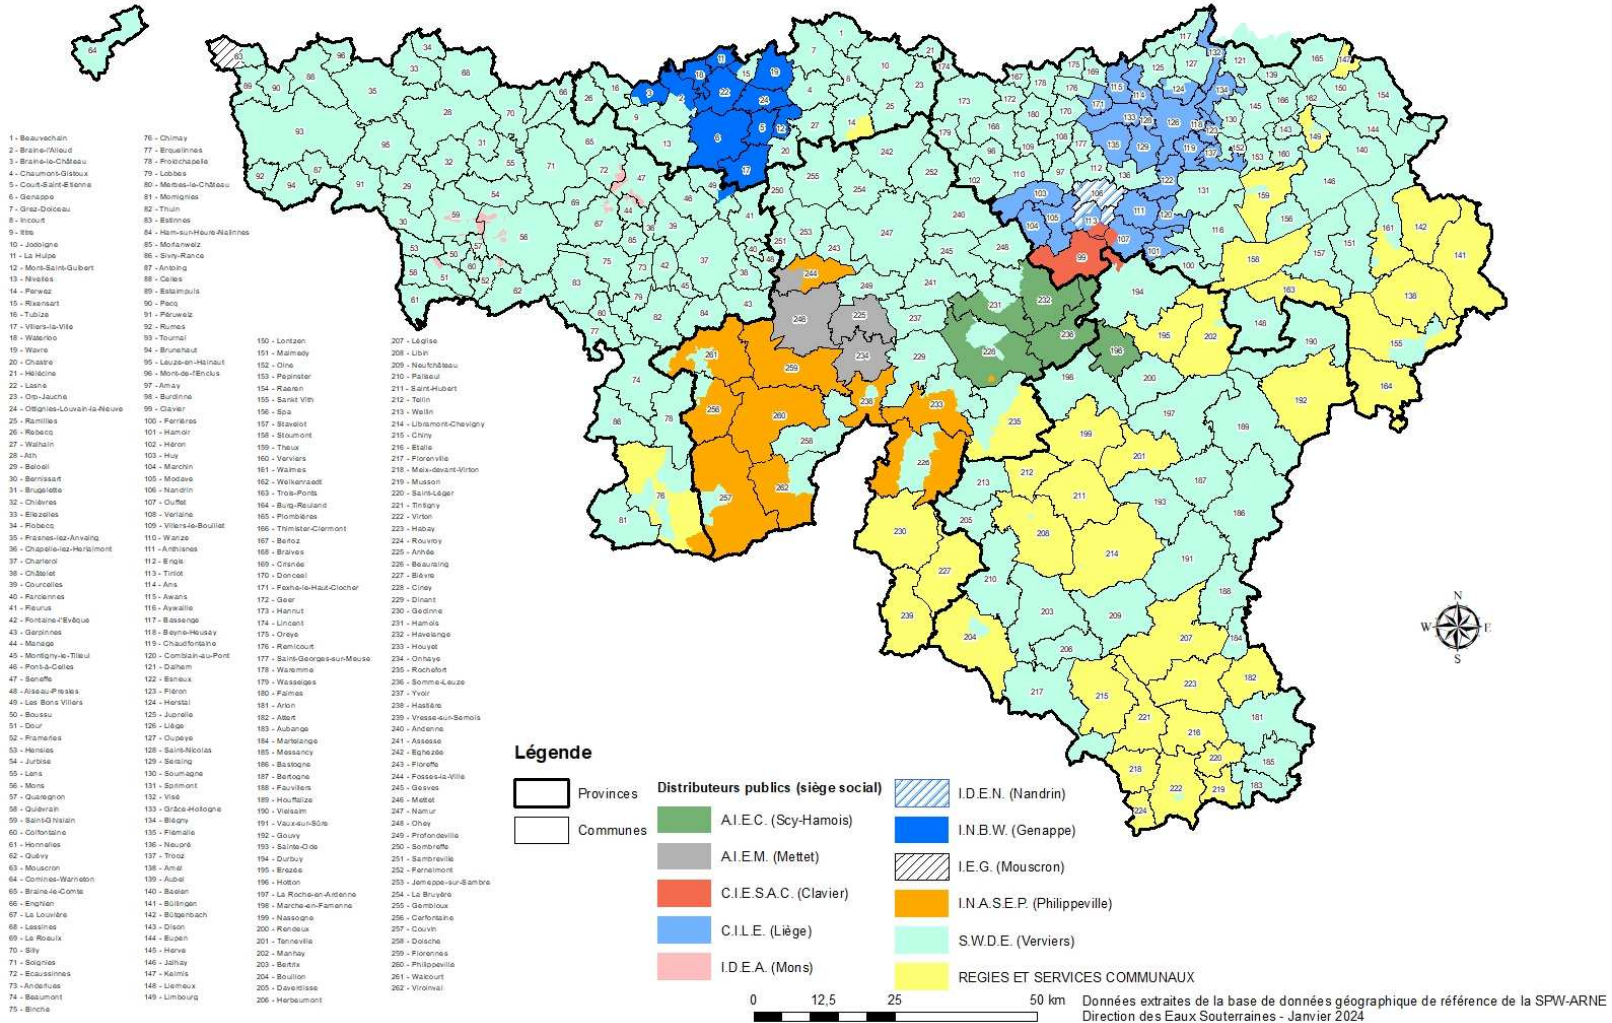 1 - Beauvechain
2 - Braine-l'Alleud
3 - Braine-le-Château
4 - Chaumont-Gistoux
5 - Court-Saint-Etienne
6 - Genappe
7 - Grez-Doiceau
8 - Incourt
9 - Ittre
10 - Jodoigne
11 - La Hulpe
12 - Mont-Saint-Guibert
13 - Nivelles
14 - Perwez
15 - Rixensart
16 - Tubize
17 - Villers-la-Ville
18 - Waterloo
19 - Wavre
20 - Chastre
21 - Hélécine
22 - Lasne
23 - Orp-Jauche
24 - Ottignies-Louvain-la-Neuve
25 - Ramillies
26 - Rebecq
27 - Walhain
28 - Ath
29 - Beloeil
30 - Bernissart
31 - Brugelette
32 - Chièvres
33 - Ellezelles
34 - Flobecq
35 - Frasnes-lez-Anvaing
36 - Chapelle-lez-Herlaimont
37 - Charleroi
38 - Châtelet
39 - Courcelles
40 - Farciennes
41 - Fleurus
42 - Fontaine-l'Evêque
43 - Gerpinnes
44 - Manage
45 - Montigny-le-Tilleul
46 - Pont-à-Celles
47 - Seneffe
48 - Aiseau-Presles
49 - Les Bons Villers
50 - Boussu
51 - Dour
52 - Frameries
53 - Hensies
54 - Jurbise
55 - Lens
56 - Mons
57 - Quaregnon
58 - Quiévrain
59 - Saint-Ghislain
60 - Colfontaine
61 - Honnelles
62 - Quévy
63 - Mouscron
64 - Comines-Warneton
65 - Braine-le-Comte
66 - Enghien
67 - La Louvière
68 - Lessines
69 - Le Roeulx
70 - Silly
71 - Soignies
72 - Ecaussinnes
73 - Anderlues
74 - Beaumont
75 - Binche
76 - Chimay
77 - Erquelinnes
78 - Froidchapelle
79 - Lobbes
80 - Merbes-le-Château
81 - Momignies
82 - Thuin
83 - Estinnes
84 - Ham-sur-Heure-Nalinnes
85 - Morlanwelz
86 - Sivry-Rance
87 - Antoing
88 - Celles
89 - Estaimpuis
90 - Pecq
91 - Péruwelz
92 - Rumes
93 - Tournai
94 - Brunehaut
95 - Leuze-en-Hainaut
96 - Mont-de-l'Enclus
97 - Amay
98 - Burdinne
99 - Clavier
100 - Ferrières
101 - Hamoir
102 - Héron
103 - Huy
104 - Marchin
105 - Modave
106 - Nandrin
107 - Ouffet
108 - Verlaine
109 - Villers-le-Bouillet
110 - Wanze
111 - Anthisnes
112 - Engis
113 - Tinlot
114 - Ans
115 - Awans
116 - Aywaille
117 - Bassenge
118 - Beyne-Heusay
119 - Chaudfontaine
120 - Comblain-au-Pont
121 - Dalhem
122 - Esneux
123 - Fléron
124 - Herstal
125 - Juprelle
126 - Liège
127 - Oupeye
128 - Saint-Nicolas
129 - Seraing
130 - Soumagne
131 - Sprimont
132 - Visé
133 - Grâce-Hollogne
134 - Blégny
135 - Flémalle
136 - Neupré
137 - Trooz
138 - Amel
139 - Aubel
140 - Baelen
141 - Büllingen
142 - Bütgenbach
143 - Dison
144 - Eupen
145 - Herve
146 - Jalhay
147 - Kelmis
148 - Lierneux
149 - Limbourg
150 - Lontzen
151 - Malmedy
152 - Olne
153 - Pepinster
154 - Raeren
155 - Sankt Vith
156 - Spa
157 - Stavelot
158 - Stoumont
159 - Theux
160 - Verviers
161 - Waimes
162 - Welkenraedt
163 - Trois-Ponts
164 - Burg-Reuland
165 - Plombières
166 - Thimister-Clermont
167 - Berloz
168 - Braives
169 - Crisnée
170 - Donceel
171 - Fexhe-le-Haut-Clocher
172 - Geer
173 - Hannut
174 - Lincent
175 - Oreye
176 - Remicourt
177 - Saint-Georges-sur-Meuse
178 - Waremme
179 - Wasseiges
180 - Faimes
181 - Arlon
182 - Attert
183 - Aubange
184 - Martelange
185 - Messancy
186 - Bastogne
187 - Bertogne
188 - Fauvillers
189 - Houffalize
190 - Vielsalm
191 - Vaux-sur-Sûre
192 - Gouvy
193 - Sainte-Ode
194 - Durbuy
195 - Erezée
196 - Hotton
197 - La Roche-en-Ardenne
198 - Marche-en-Famenne
199 - Nassogne
200 - Rendeux
201 - Tenneville
202 - Manhay
203 - Bertrix
204 - Bouillon
205 - Daverdisse
206 - Herbeumont
207 - Léglise
208 - Libin
209 - Neufchâteau
210 - Paliseul
211 - Saint-Hubert
212 - Tellin
213 - Wellin
214 - Libramont-Chevigny
215 - Chiny
216 - Etalle
217 - Florenville
218 - Meix-devant-Virton
219 - Musson
220 - Saint-Léger
221 - Tintigny
222 - Virton
223 - Habay
224 - Rouvroy
225 - Anhée
226 - Beauraing
227 - Bièvre
228 - Ciney
229 - Dinant
230 - Gedinne
231 - Hamois
232 - Havelange
233 - Houyet
234 - Onhaye
235 - Rochefort
236 - Somme-Leuze
237 - Yvoir
238 - Hastière
239 - Vresse-sur-Semois
240 - Andenne
241 - Assesse
242 - Eghezée
243 - Floreffe
244 - Fosses-la-Ville
245 - Gesves
246 - Mettet
247 - Namur
248 - Ohey
249 - Profondeville
250 - Sombreffe
251 - Sambreville
252 - Fernelmont
253 - Jemeppe-sur-Sambre
254 - La Bruyère
255 - Gembloux
256 - Cerfontaine
257 - Couvin
258 - Doische
259 - Florennes
260 - Philippeville
261 - Walcourt
262 - Viroinval
N
W E
S
Légende
Provinces
Communes
Distributeurs publics (siège social)
A.I.E.C. (Scy-Hamois)
A.I.E.M. (Mettet)
C.I.E.S.A.C. (Clavier)
C.I.L.E. (Liège)
I.D.E.A. (Mons)
I.D.E.N. (Nandrin)
I.N.B.W. (Genappe)
I.E.G. (Mouscron)
I.N.A.S.E.P. (Philippeville)
S.W.D.E. (Verviers)
REGIES ET SERVICES COMMUNAUX
0 12,5 25 50 km
Données extraites de la base de données géographique de référence de la SPW-ARNE
Direction des Eaux Souterraines - Janvier 2024